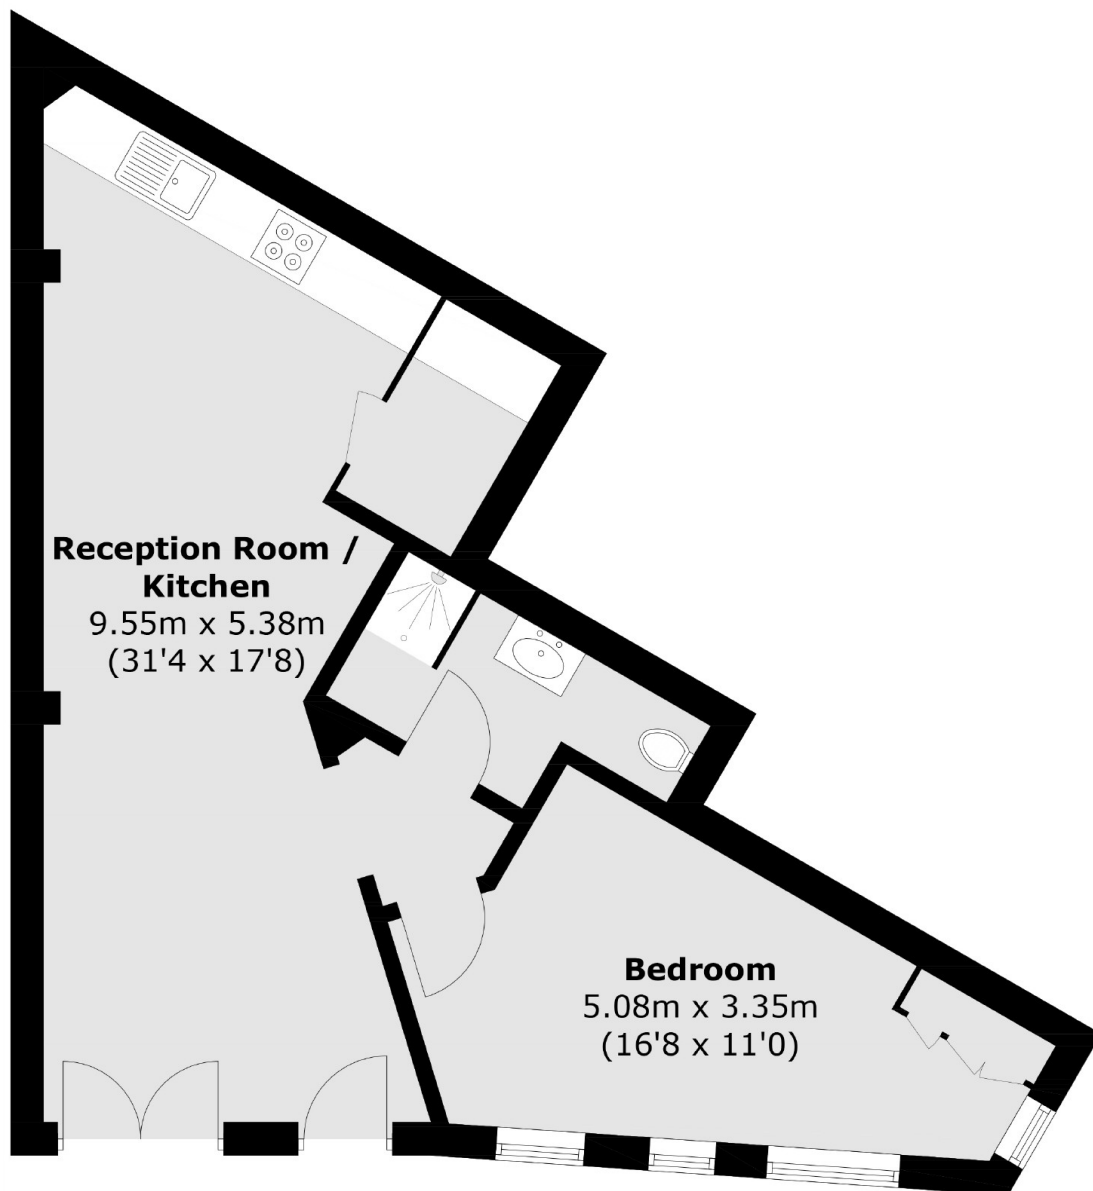 Reception Room /
Kitchen
9.55m x 5.38m
(31'4 x 17'8)
Bedroom
5.08m x 3.35m
(16'8 x 11'0)